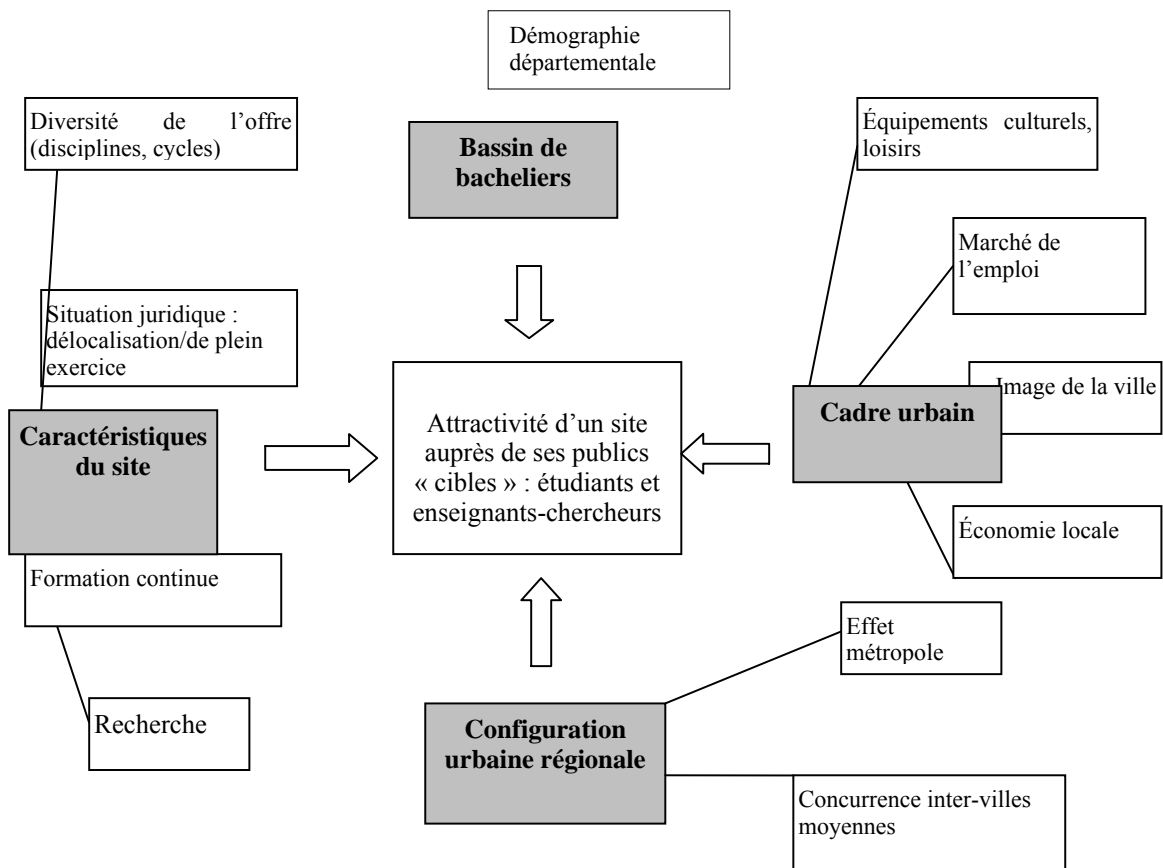 Démographie
départementale
Diversité de l'offre
(disciplines, cycles)
Bassin de
bacheliers
Équipements culturels,
loisirs
Marché de
l'emploi
Situation juridique :
délocalisation/de plein
exercice
Image de la ville
Caractéristiques
du site
Attractivité d'un site
auprès de ses publics
« cibles » : étudiants et
enseignants-chercheurs
Cadre urbain
Économie locale
Formation continue
Effet
métropole
Recherche
Configuration
urbaine régionale
Concurrence inter-villes
moyennes